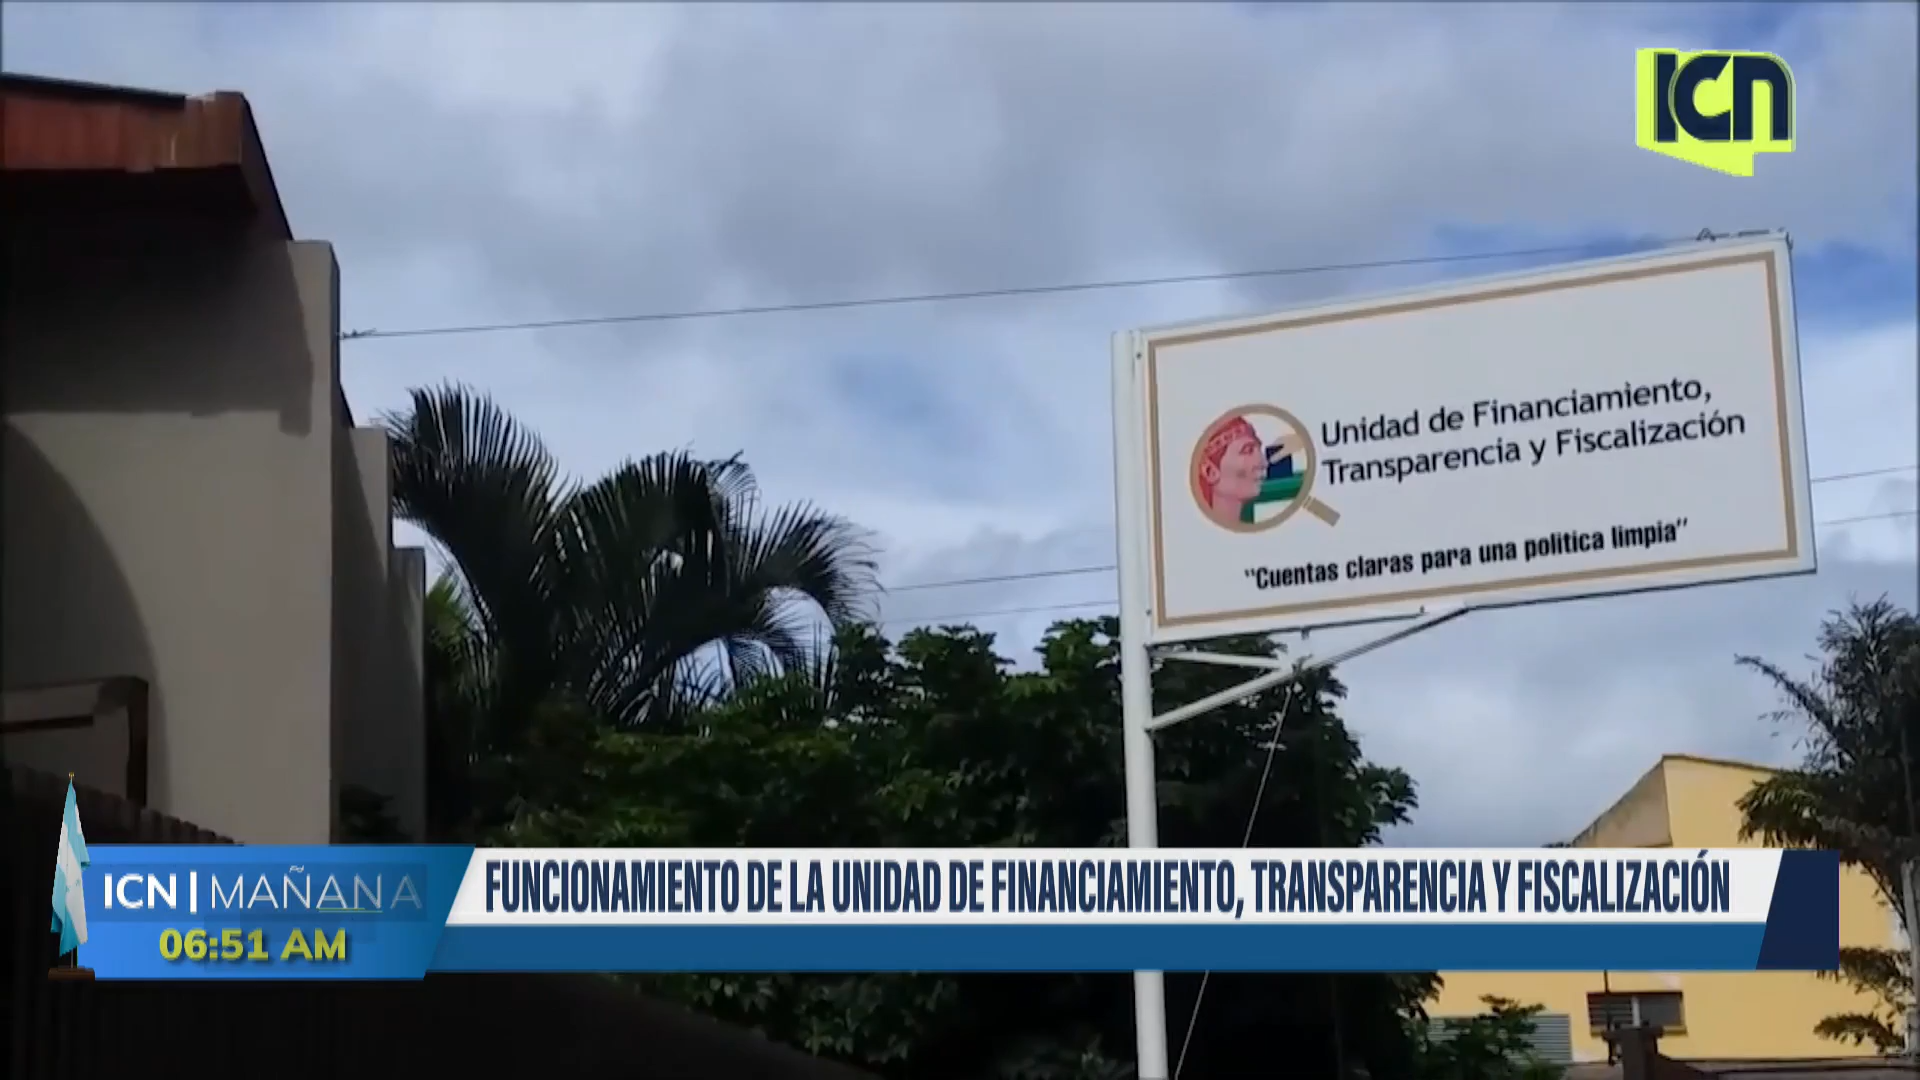 ICN
Unidad de Financiamiento,
Transparencia y Fiscalización
"Cuentas claras para una politica limpia"
ICN | MAÑANA
06:51 AM
FUNCIONAMIENTO DE LA UNIDAD DE FINANCIAMIENTO, TRANSPARENCIA Y FISCALIZACIÓN